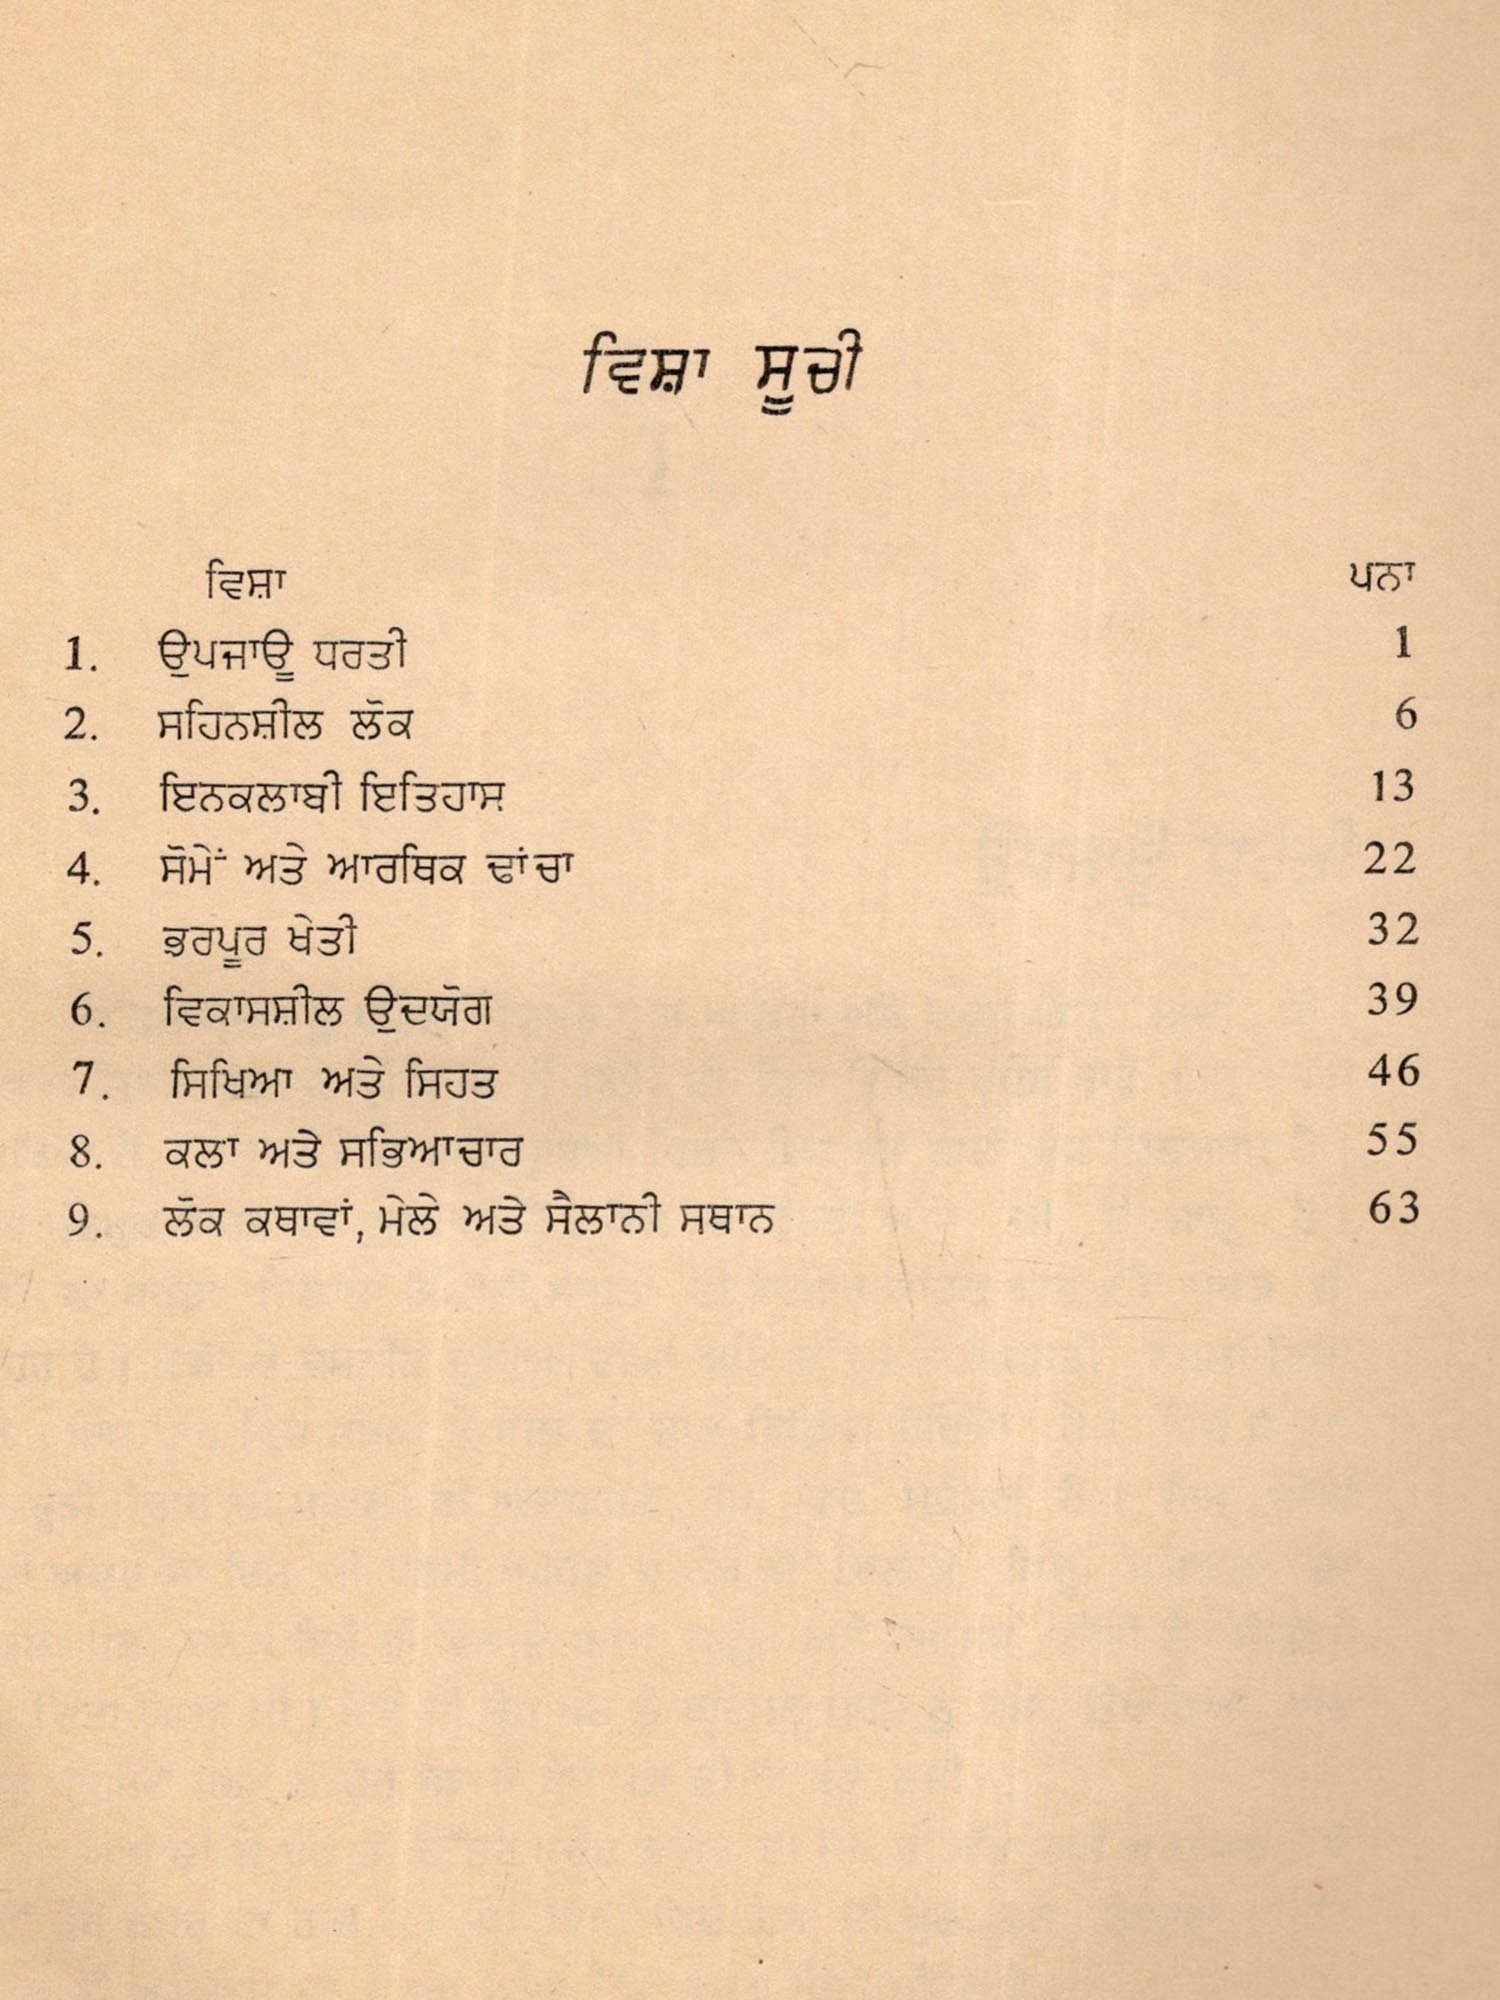 ਵਿਸ਼ਾ ਸੂਚੀ
ਵਿਸ਼ਾ ਪਨਾ
1. ਉਪਜਾਊ ਧਰਤੀ 1
2. ਸਹਿਨਸ਼ੀਲ ਲੋਕ 6
3. ਇਨਕਲਾਬੀ ਇਤਿਹਾਸ 13
4. ਸੋਮੇਂ ਅਤੇ ਆਰਥਿਕ ਢਾਂਚਾ 22
5. ਭਰਪੂਰ ਖੇਤੀ 32
6. ਵਿਕਾਸਸ਼ੀਲ ਉਦਯੋਗ 39
7. ਸਿਖਿਆ ਅਤੇ ਸਿਹਤ 46
8. ਕਲਾ ਅਤੇ ਸਭਿਆਚਾਰ 55
9. ਲੋਕ ਕਥਾਵਾਂ, ਮੇਲੇ ਅਤੇ ਸੈਲਾਨੀ ਸਥਾਨ 63